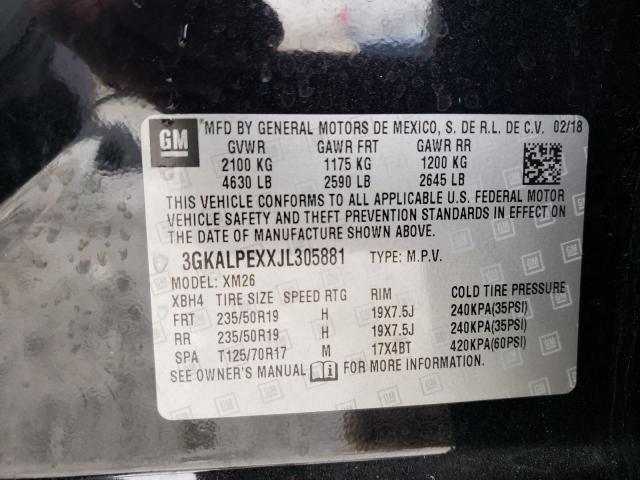 GM MFD BY GENERAL MOTORS DE MEXICO, S. DE R.L. DE C.V. 02/18
GVWR GAWR FRT GAWR RR
2100 KG 1175 KG 1200 KG
4630 LB 2590 LB 2645 LB
THIS VEHICLE CONFORMS TO ALL APPLICABLE U.S. FEDERAL MOTOR
VEHICLE SAFETY AND THEFT PREVENTION STANDARDS IN EFFECT ON
THE DATE OF MANUFACTURE SHOWN ABOVE.
3GKALPEXXJL305881 TYPE: M.P.V.
MODEL: XM26
XBH4 TIRE SIZE SPEED RTG RIM COLD TIRE PRESSURE
FRT 235/50R19 H 19X7.5J 240KPA(35PSI)
RR 235/50R19 H 19X7.5J 240KPA(35PSI)
SPA T125/70R17 M 17X4BT 420KPA(60PSI)
SEE OWNER'S MANUAL FOR MORE INFORMATION.